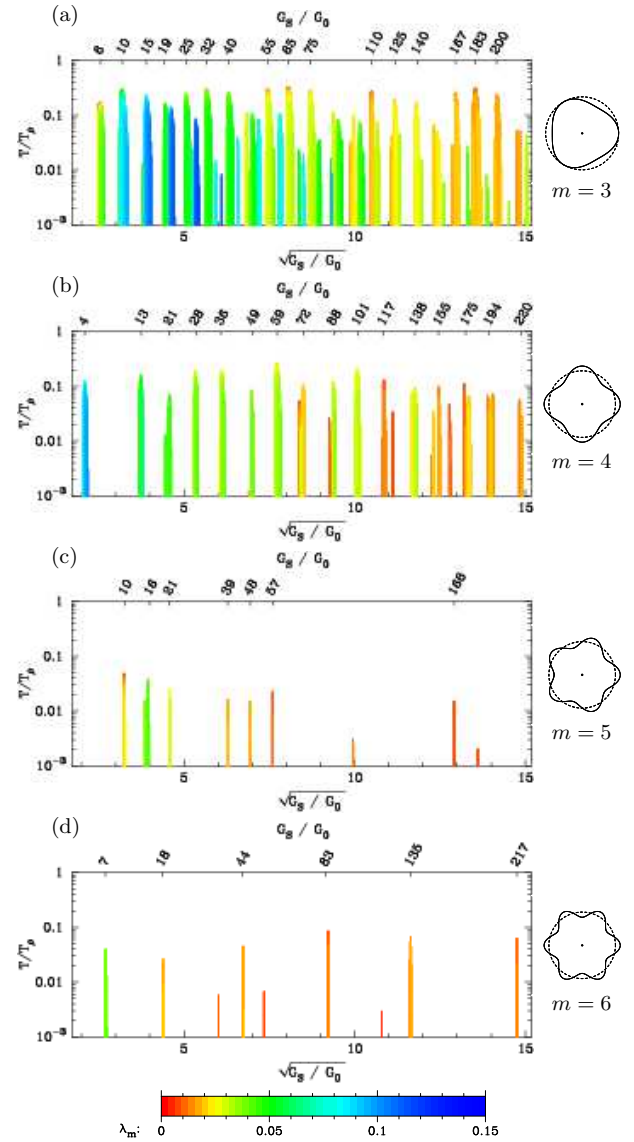 (a)
G_S / G_0
6 10 15 19 25 32 40 55 65 75 110 125 140 167 183 200
1
0.1
0.01
10^-3
T/T_ρ
5 10 15
√G_S / G_0
m = 3
(b)
G_S / G_0
4 13 21 28 36 49 59 72 88 101 117 138 155 175 194 220
1
0.1
0.01
10^-3
T/T_ρ
5 10 15
√G_S / G_0
m = 4
(c)
G_S / G_0
10 16 21 39 48 57 166
1
0.1
0.01
10^-3
T/T_ρ
5 10 15
√G_S / G_0
m = 5
(d)
G_S / G_0
7 18 44 83 135 217
1
0.1
0.01
10^-3
T/T_ρ
5 10 15
√G_S / G_0
m = 6
λ_m: 0 0.05 0.1 0.15